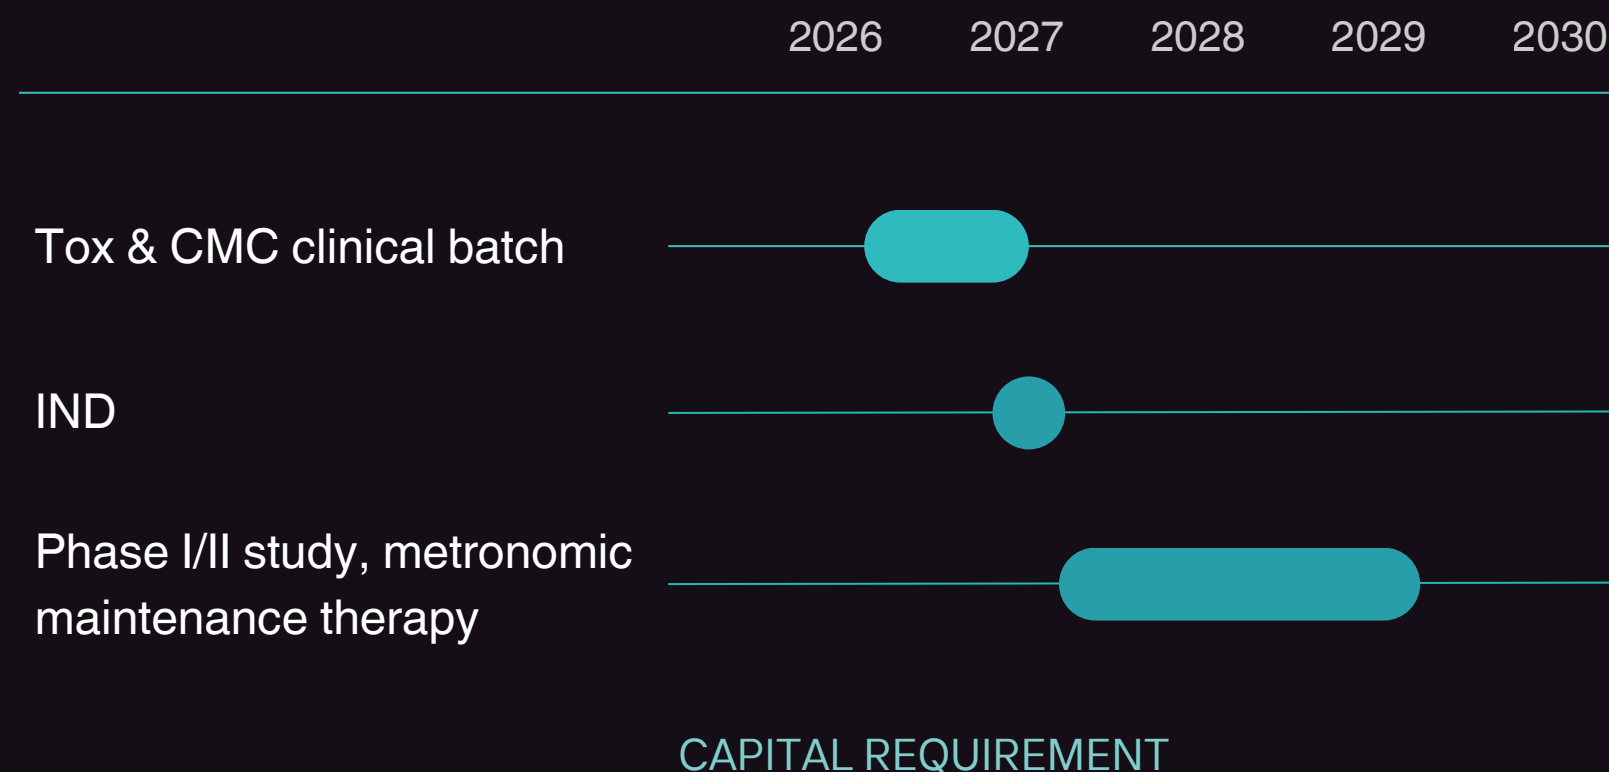 2026 2027 2028 2029 2030
Tox & CMC clinical batch
IND
Phase I/II study, metronomic
maintenance therapy
CAPITAL REQUIREMENT